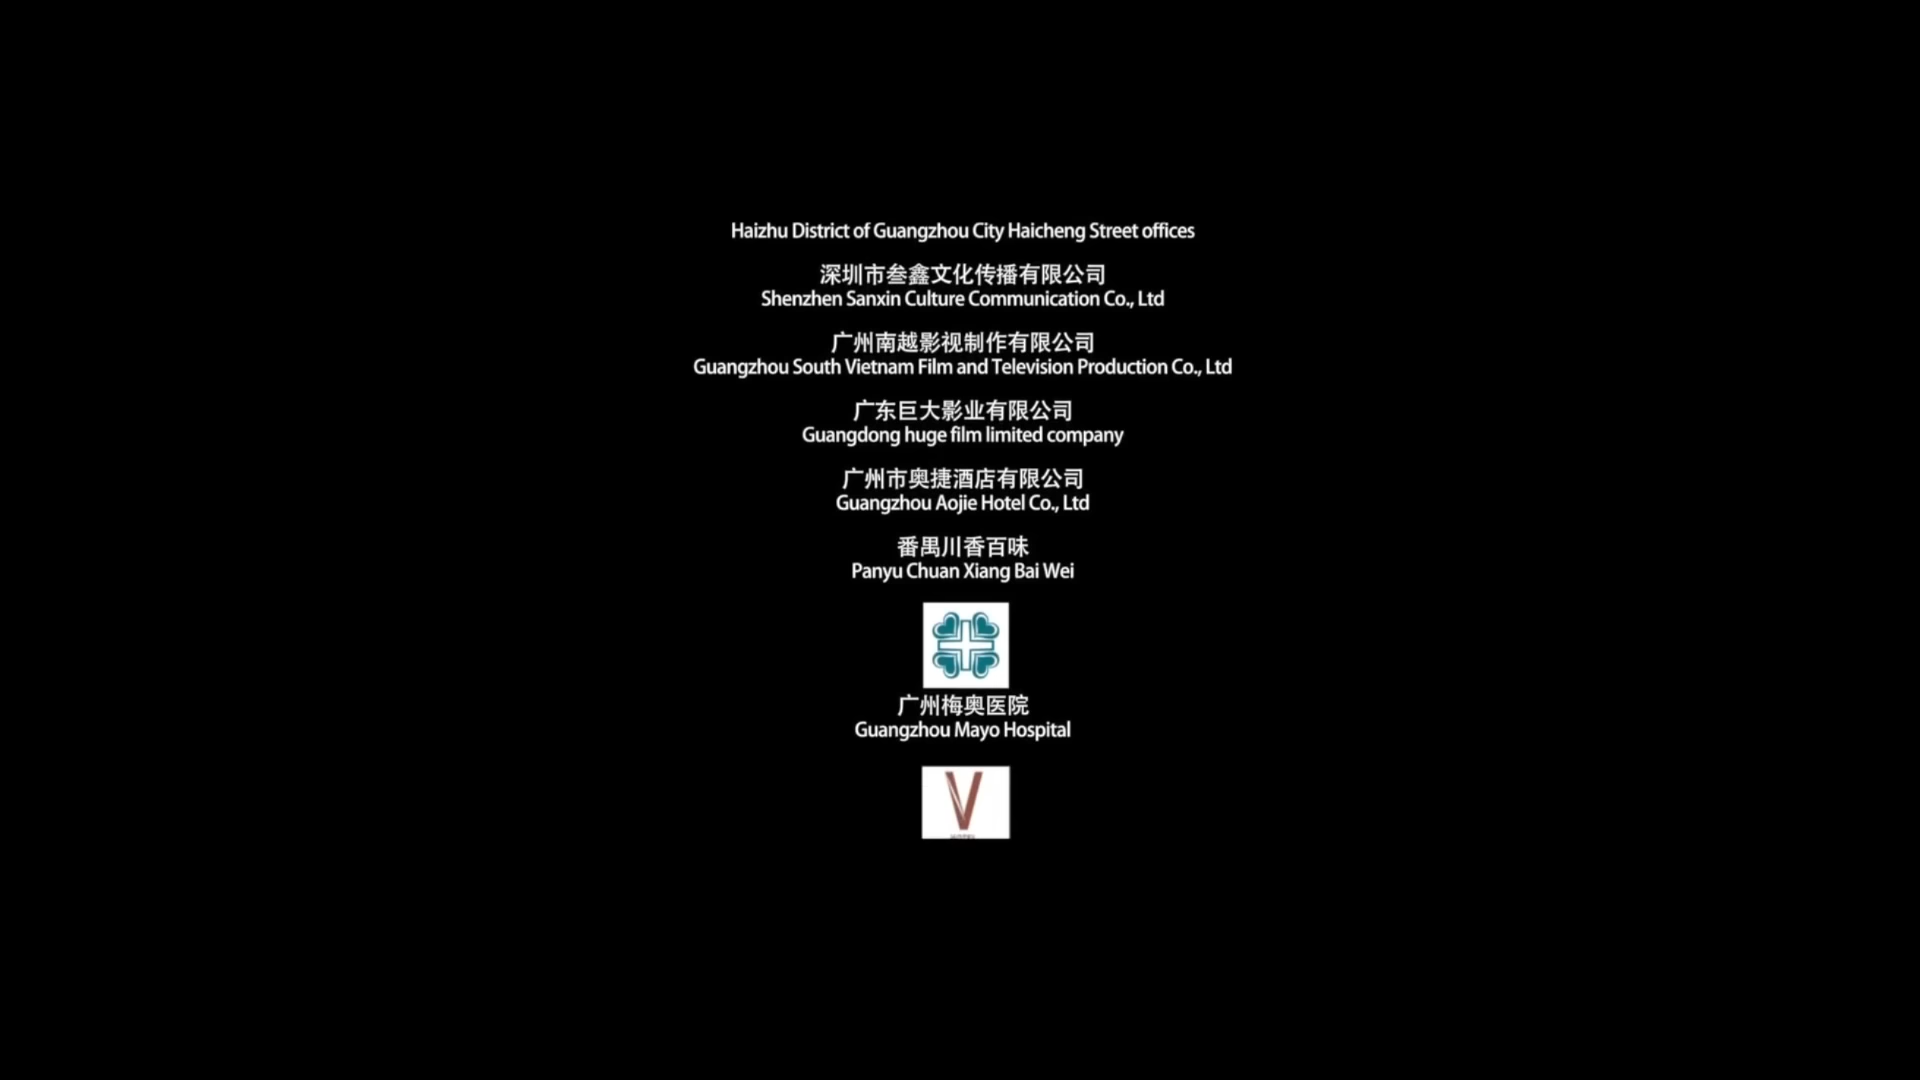 Haizhu District of Guangzhou City Haicheng Street offices
深圳市叁鑫文化传播有限公司
Shenzhen Sanxin Culture Communication Co., Ltd
广州南越影视制作有限公司
Guangzhou South Vietnam Film and Television Production Co., Ltd
广东巨大影业有限公司
Guangdong huge film limited company
广州市奥捷酒店有限公司
Guangzhou Aojie Hotel Co., Ltd
番禺川香百味
Panyu Chuan Xiang Bai Wei
广州梅奥医院
Guangzhou Mayo Hospital
V